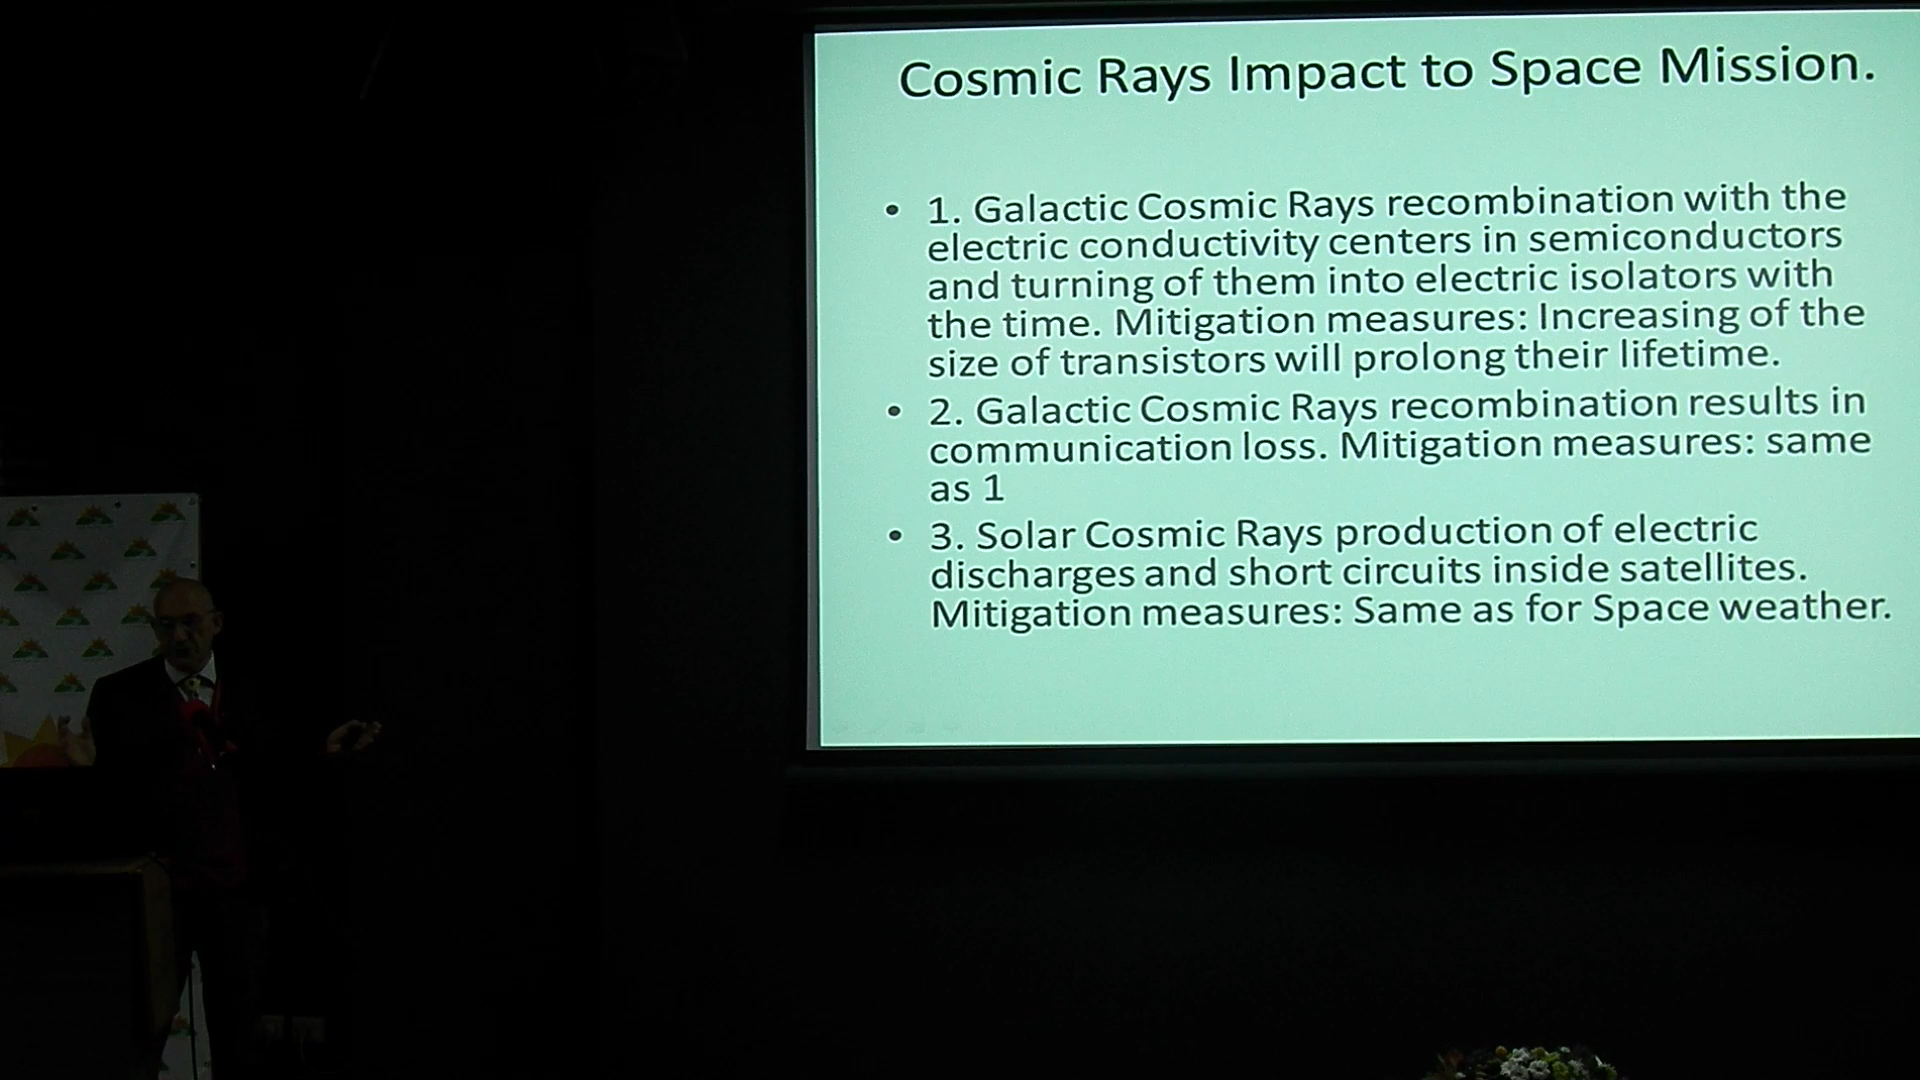 Cosmic Rays Impact to Space Mission.
• 1. Galactic Cosmic Rays recombination with the
electric conductivity centers in semiconductors
and turning of them into electric isolators with
the time. Mitigation measures: Increasing of the
size of transistors will prolong their lifetime.
• 2. Galactic Cosmic Rays recombination results in
communication loss. Mitigation measures: same
as 1
• 3. Solar Cosmic Rays production of electric
discharges and short circuits inside satellites.
Mitigation measures: Same as for Space weather.